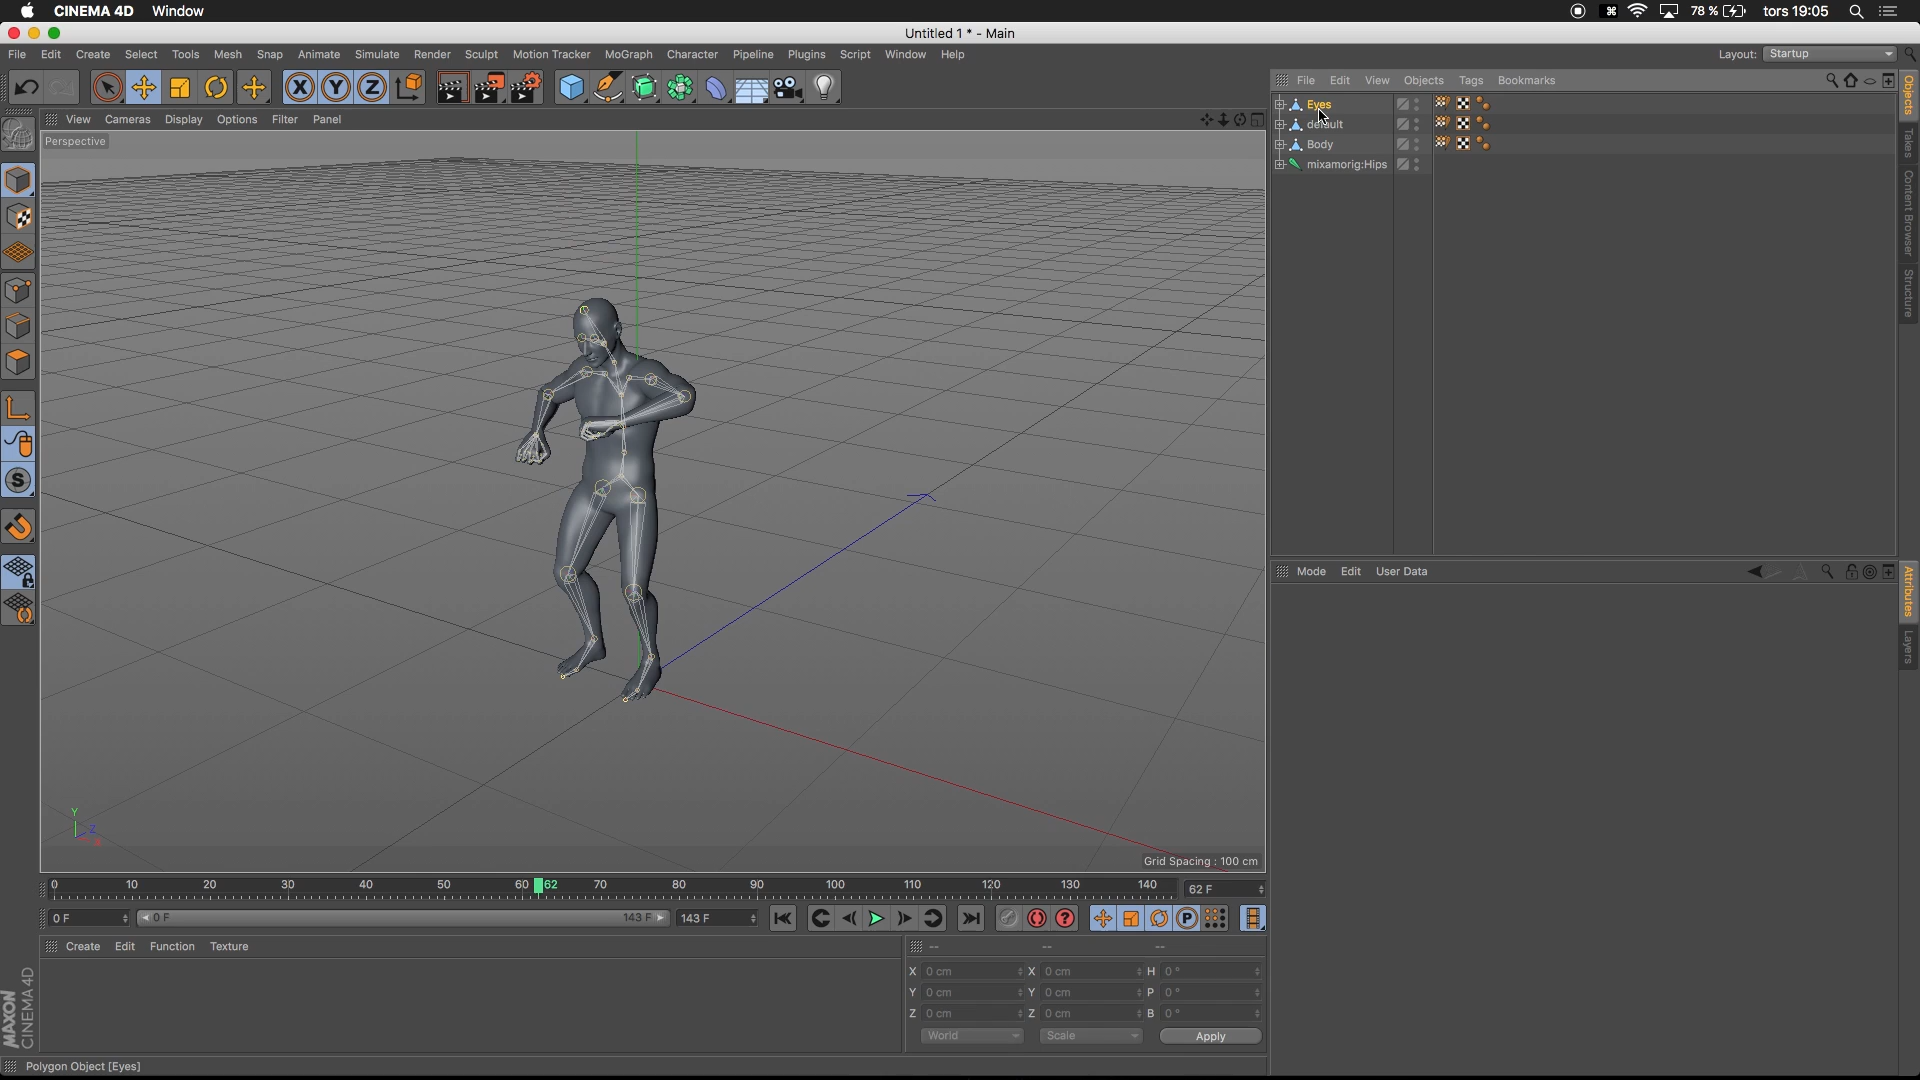 CINEMA 4D Window 78 % tors 19:05
Untitled 1 * - Main
File Edit Create Select Tools Mesh Snap Animate Simulate Render Sculpt Motion Tracker MoGraph Character Pipeline Plugins Script Window Help Layout: Startup
X Y Z
File Edit View Objects Tags Bookmarks
Eyes
default
Body
mixamorig:Hips
Objects
Takes
Content Browser
Structure
View Cameras Display Options Filter Panel
Perspective
S
Y
Z
X
Grid Spacing : 100 cm
Mode Edit User Data
Attributes
Layers
0 10 20 30 40 50 60 62 70 80 90 100 110 120 130 140 62 F
0 F 0 F 143 F 143 F ? P
Create Edit Function Texture
-- -- --
X 0 cm X 0 cm H 0 °
Y 0 cm Y 0 cm P 0 °
Z 0 cm Z 0 cm B 0 °
World Scale Apply
MAXON
CINEMA 4D
Polygon Object [Eyes]